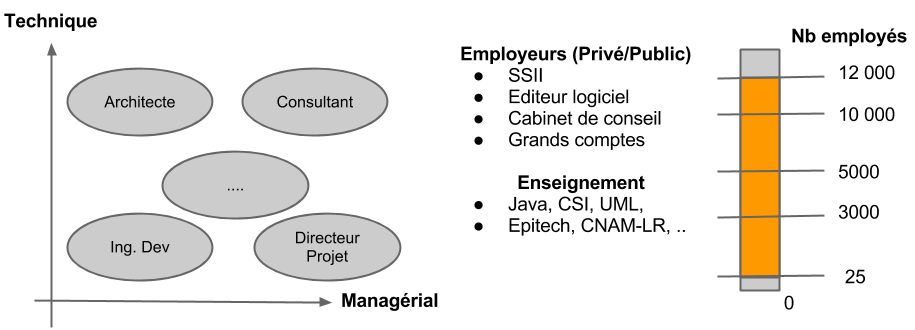 Technique
Architecte
Consultant
....
Ing. Dev
Directeur
Projet
Managérial
Employeurs (Privé/Public)
● SSII
● Editeur logiciel
● Cabinet de conseil
● Grands comptes
Enseignement
● Java, CSI, UML,
● Epitech, CNAM-LR, ..
Nb employés
12 000
10 000
5000
3000
25
0